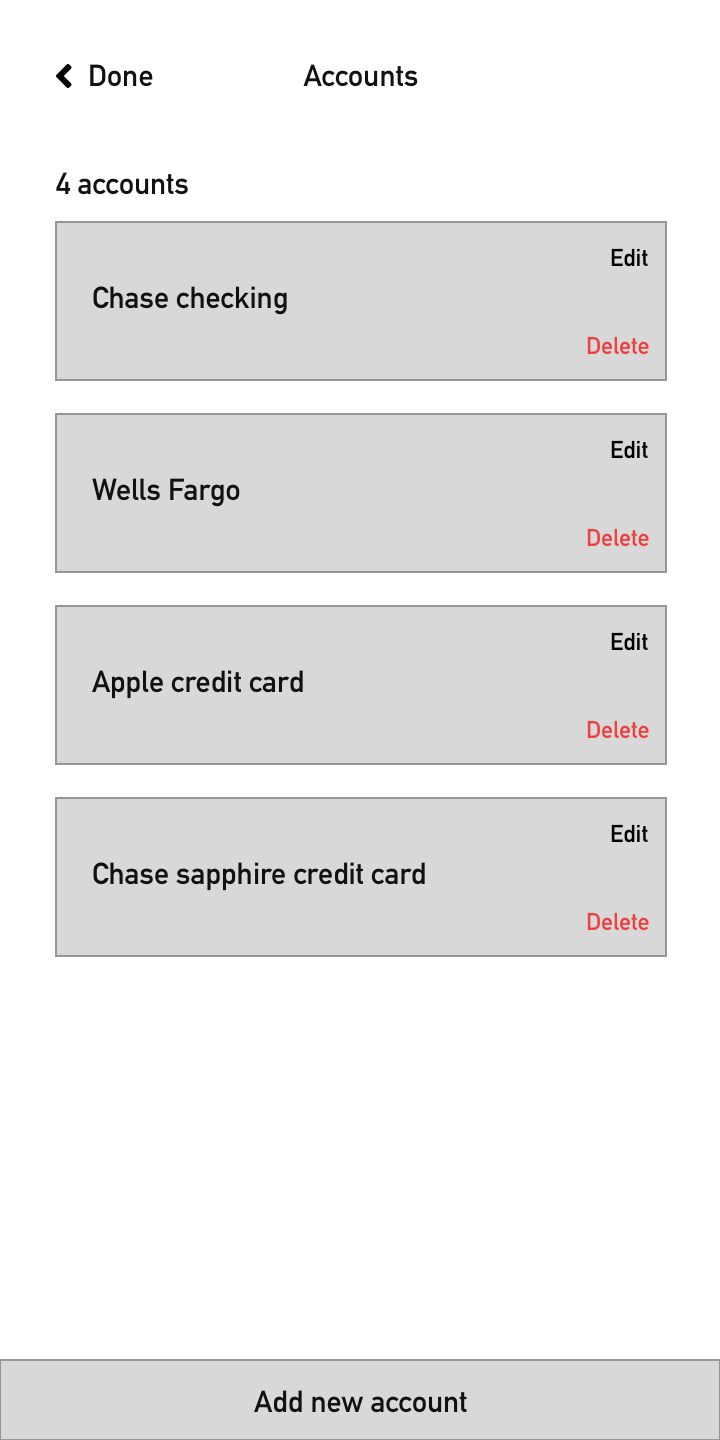 Done
Accounts
4 accounts
Edit
Chase checking
Delete
Edit
Wells Fargo
Delete
Edit
Apple credit card
Delete
Edit
Chase sapphire credit card
Delete
Add new account